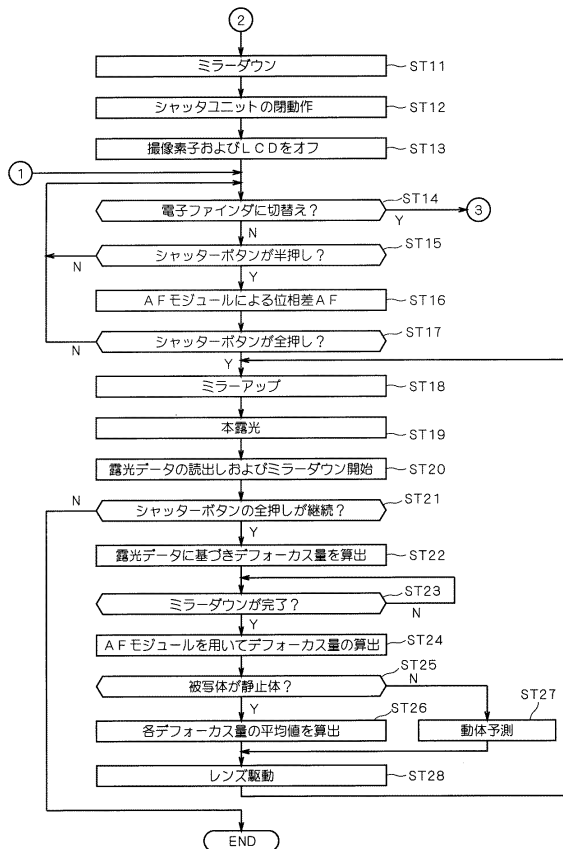 2
ミラーダウン
ST11
シャッタユニットの閉動作
ST12
撮像素子およびLCDをオフ
ST13
1
電子ファインダに切替え?
ST14
Y
3
N
シャッターボタンが半押し?
ST15
N
Y
AFモジュールによる位相差AF
ST16
シャッターボタンが全押し?
ST17
N
Y
ミラーアップ
ST18
本露光
ST19
露光データの読出しおよびミラーダウン開始
ST20
シャッターボタンの全押しが継続?
ST21
N
Y
露光データに基づきデフォーカス量を算出
ST22
ミラーダウンが完了?
ST23
N
Y
AFモジュールを用いてデフォーカス量の算出
ST24
被写体が静止体?
ST25
N
Y
各デフォーカス量の平均値を算出
ST26
動体予測
ST27
レンズ駆動
ST28
END